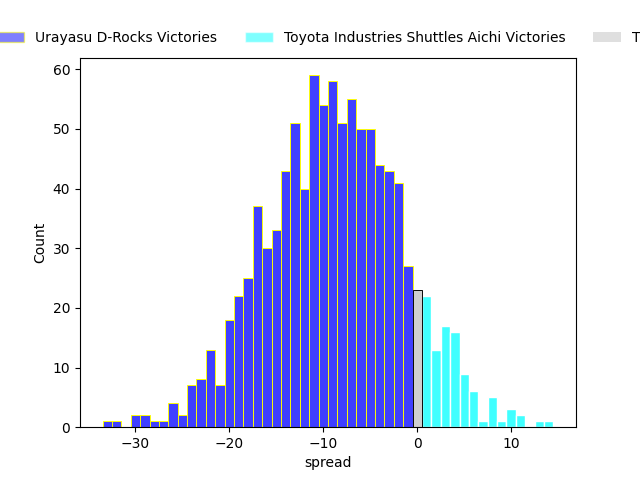 Urayasu D-Rocks Victories Toyota Industries Shuttles Aichi Victories T
60
50
40
30
20
10
0
Count
−30 −20 −10 0 10
spread